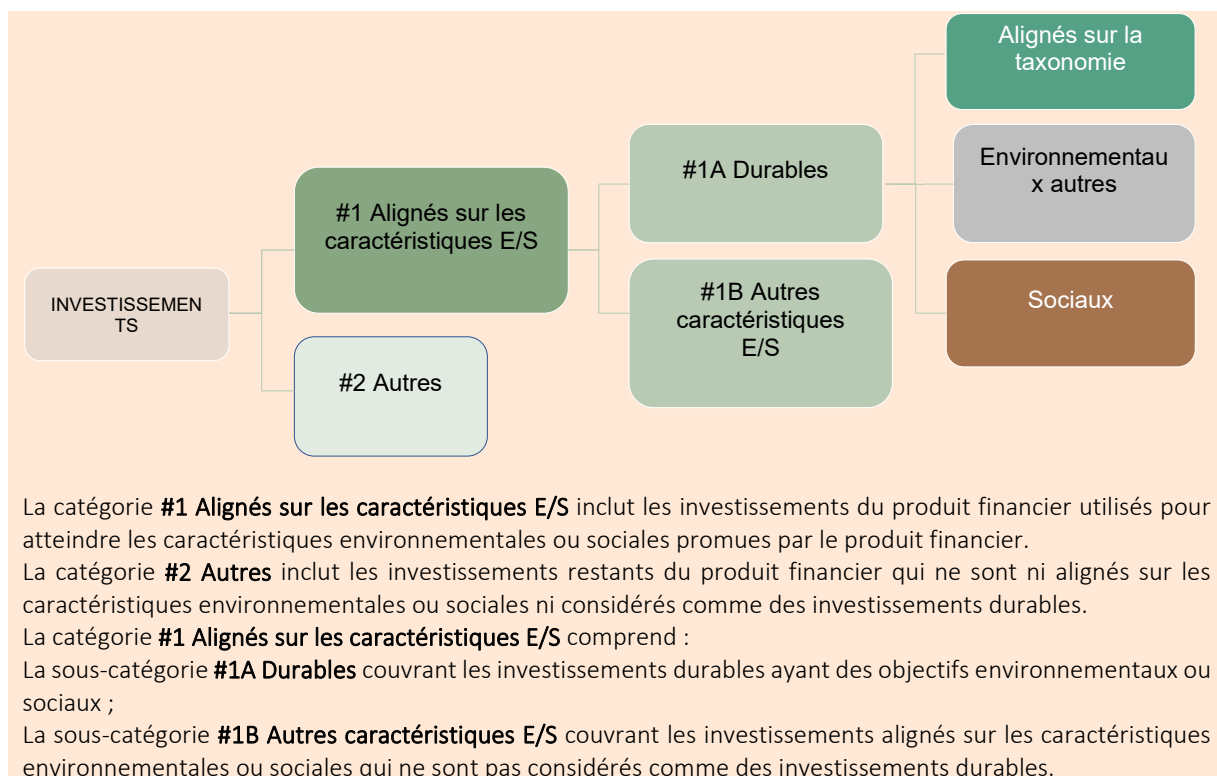 Alignés sur la
taxonomie
Environnementau
x autres
#1A Durables
#1 Alignés sur les
caractéristiques E/S
#1B Autres
caractéristiques
E/S
Sociaux
INVESTISSEMEN
TS
#2 Autres
La catégorie #1 Alignés sur les caractéristiques E/S inclut les investissements du produit financier utilisés pour
atteindre les caractéristiques environnementales ou sociales promues par le produit financier.
La catégorie #2 Autres inclut les investissements restants du produit financier qui ne sont ni alignés sur les
caractéristiques environnementales ou sociales ni considérés comme des investissements durables.
La catégorie #1 Alignés sur les caractéristiques E/S comprend :
La sous-catégorie #1A Durables couvrant les investissements durables ayant des objectifs environnementaux ou
sociaux ;
La sous-catégorie #1B Autres caractéristiques E/S couvrant les investissements alignés sur les caractéristiques
environnementales ou sociales qui ne sont pas considérés comme des investissements durables.